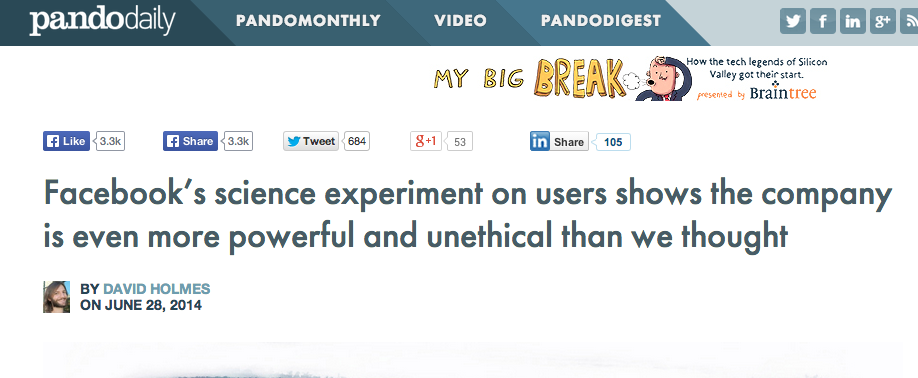 pandodaily
PANDOMONTHLY
VIDEO
PANDODIGEST
MY BIG BREAK
How the tech legends of Silicon
Valley got their start.
presented by Braintree
Like 3.3k
Share 3.3k
Tweet 684
g+1 53
in Share 105
Facebook's science experiment on users shows the company
is even more powerful and unethical than we thought
BY DAVID HOLMES
ON JUNE 28, 2014